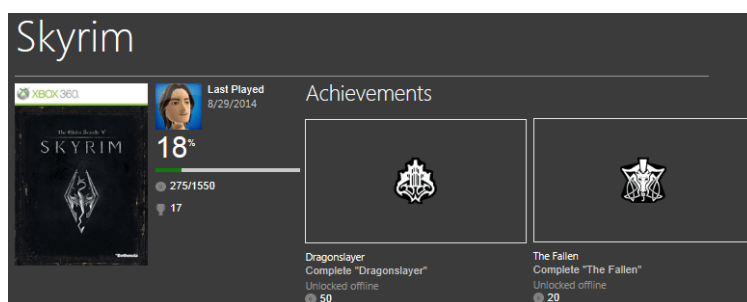 Skyrim
XBOX 360
The Elder Scrolls V
SKYRIM
Bethesda
Last Played
8/29/2014
18%
275/1550
17
Achievements
Dragonslayer
Complete "Dragonslayer"
Unlocked offline
50
The Fallen
Complete "The Fallen"
Unlocked offline
20